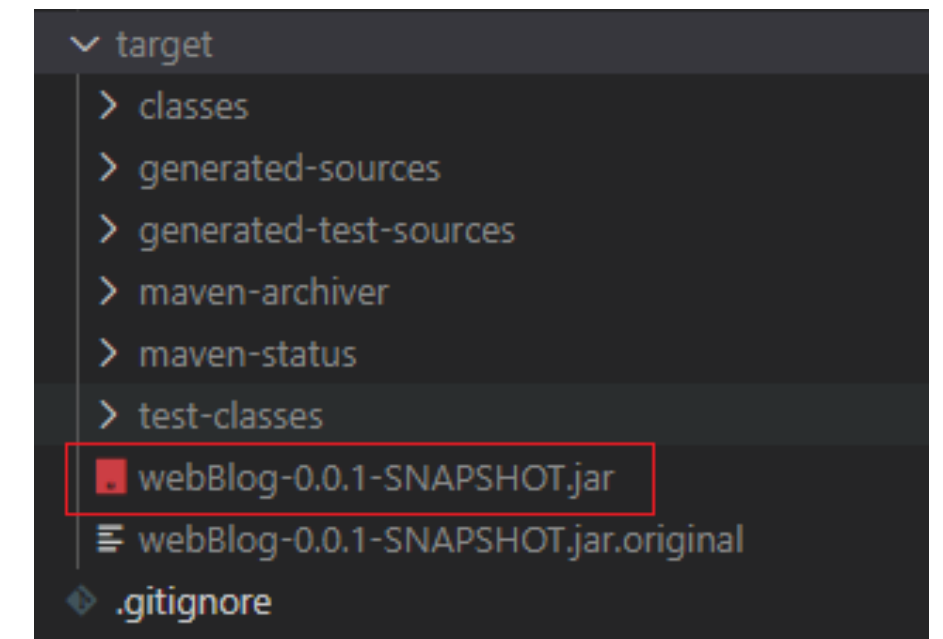 target
classes
generated-sources
generated-test-sources
maven-archiver
maven-status
test-classes
webBlog-0.0.1-SNAPSHOT.jar
webBlog-0.0.1-SNAPSHOT.jar.original
.gitignore